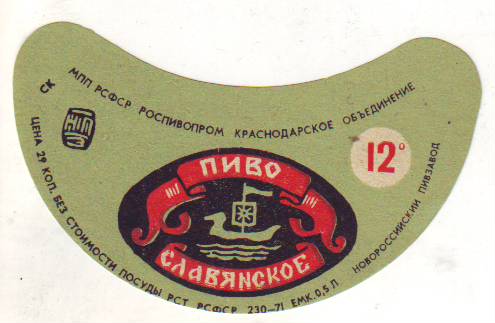 МПП РСФСР РОСПИВОПРОМ КРАСНОДАРСКОЕ ОБЪЕДИНЕНИЕ
СК
12°
ПИВО
СЛАВЯНСКОЕ
ЦЕНА 29 КОП. БЕЗ СТОИМОСТИ ПОСУДЫ РСТ РСФСР 230–71 ЕМК. 0,5 Л НОВОРОССИЙСКИЙ ПИВЗАВОД